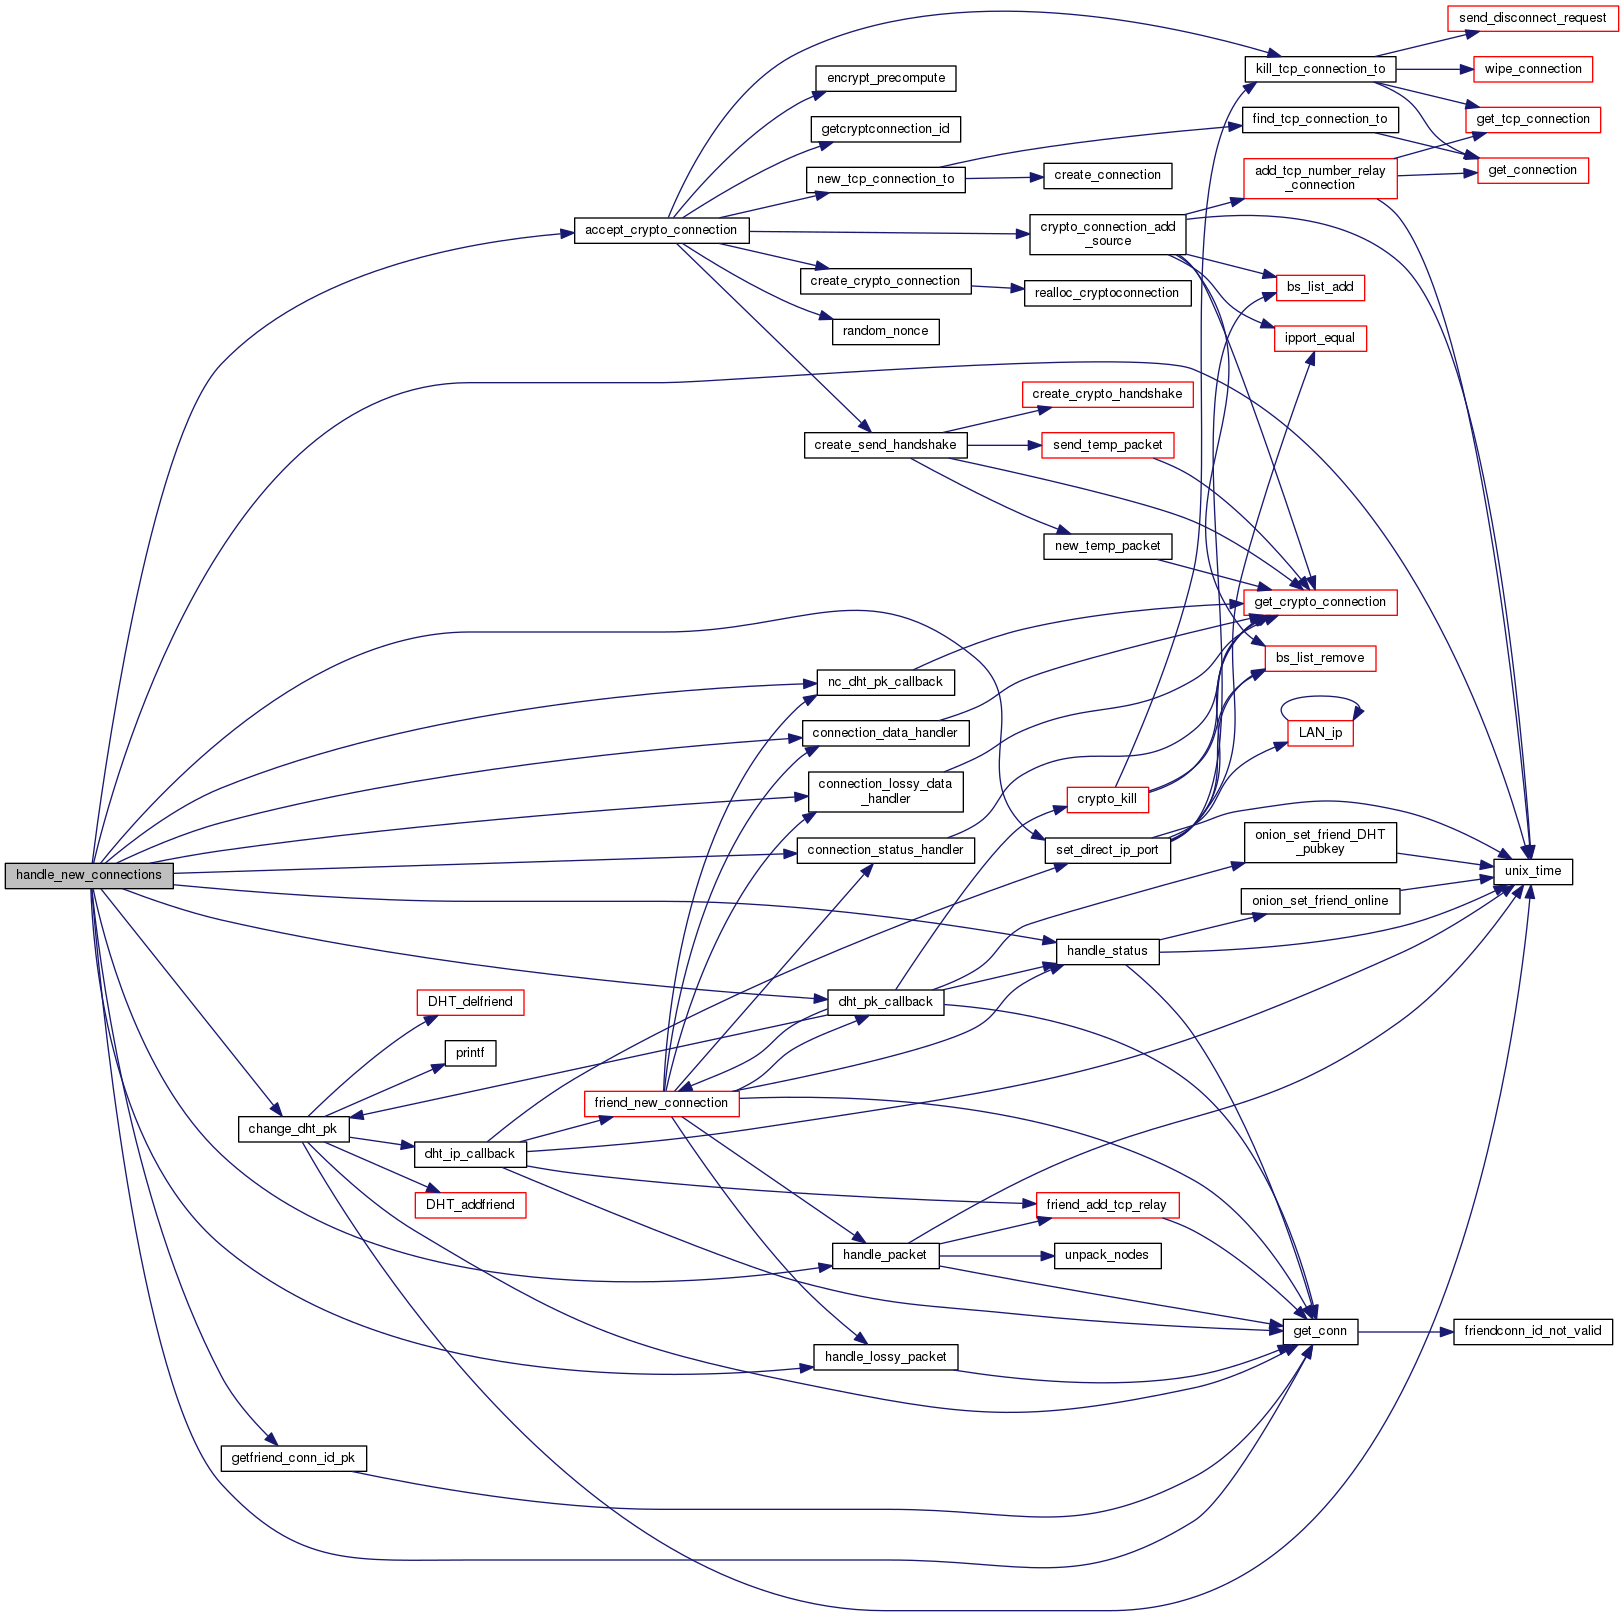 send_disconnect_request
kill_tcp_connection_to
wipe_connection
encrypt_precompute
get_tcp_connection
find_tcp_connection_to
getcryptconnection_id
get_connection
new_tcp_connection_to
create_connection
add_tcp_number_relay
_connection
accept_crypto_connection
crypto_connection_add
_source
create_crypto_connection
realloc_cryptoconnection
bs_list_add
random_nonce
ipport_equal
create_crypto_handshake
create_send_handshake
send_temp_packet
new_temp_packet
get_crypto_connection
bs_list_remove
nc_dht_pk_callback
connection_data_handler
LAN_ip
connection_lossy_data
_handler
crypto_kill
connection_status_handler
set_direct_ip_port
onion_set_friend_DHT
_pubkey
handle_new_connections
unix_time
onion_set_friend_online
handle_status
DHT_delfriend
dht_pk_callback
printf
friend_new_connection
change_dht_pk
dht_ip_callback
DHT_addfriend
friend_add_tcp_relay
handle_packet
unpack_nodes
get_conn
friendconn_id_not_valid
handle_lossy_packet
getfriend_conn_id_pk